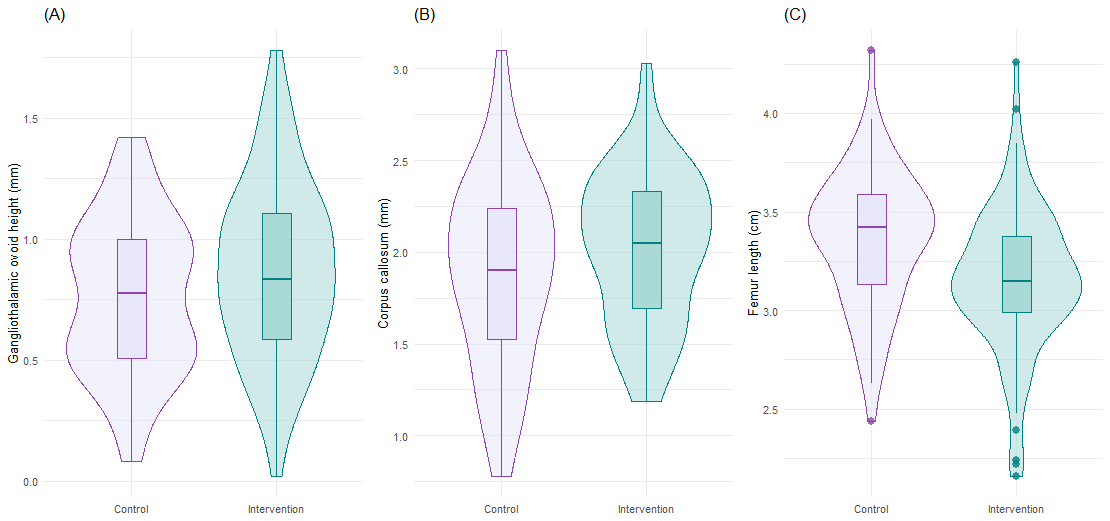 (A)
Gangliothalamic ovoid height (mm)
1.5
1.0
0.5
0.0
Control
Intervention
(B)
Corpus callosum (mm)
3.0
2.5
2.0
1.5
1.0
Control
Intervention
(C)
Femur length (cm)
4.0
3.5
3.0
2.5
Control
Intervention